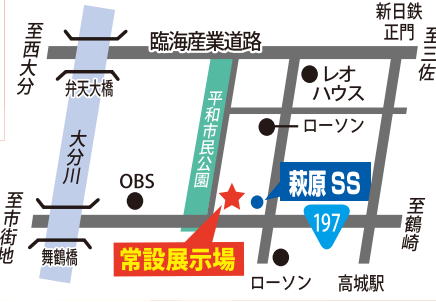 新日鉄
正門
至西大分
臨海産業道路
至三佐
弁天大橋
レオ
ハウス
平和市民公園
ローソン
大分川
OBS
萩原 SS
至市街地
197
至鶴崎
舞鶴橋
常設展示場
ローソン
高城駅